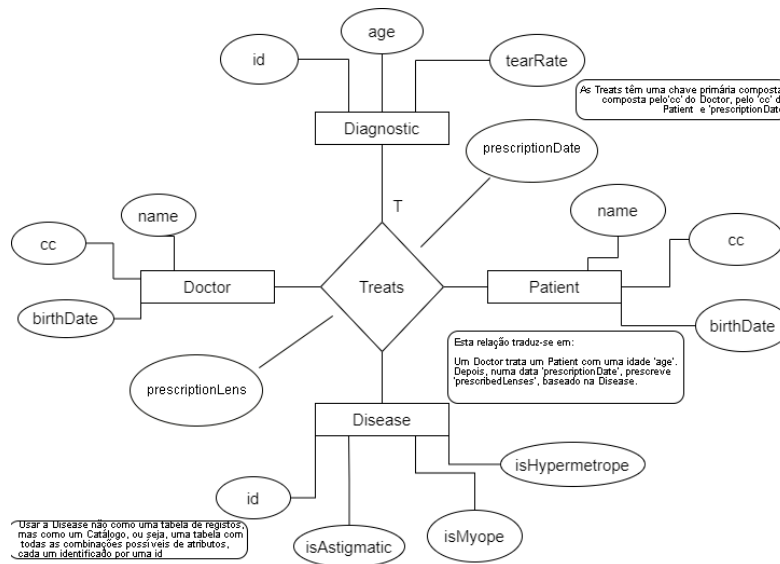 age
id
tearRate
As Treats têm uma chave primária composta
composta pelo'cc' do Doctor, pelo 'cc' d
Patient e 'prescriptionDate
Diagnostic
prescriptionDate
T
name
name
cc
cc
Doctor
Treats
Patient
birthDate
birthDate
Esta relação traduz-se em:
Um Doctor trata um Patient com uma idade 'age'.
Depois, numa data 'prescriptionDate', prescreve
'prescribedLenses', baseado na Disease.
prescriptionLens
Disease
isHypermetrope
id
isMyope
isAstigmatic
Usar a Disease não como uma tabela de registos,
mas como um Catálogo, ou seja, uma tabela com
todas as combinações possíveis de atributos,
cada um identificado por uma id